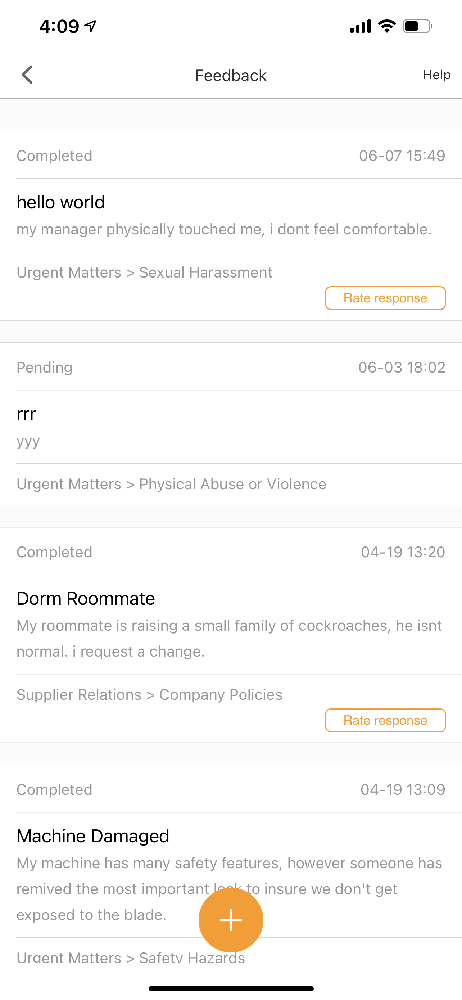 4:09
Feedback
Help
Completed
06-07 15:49
hello world
my manager physically touched me, i dont feel comfortable.
Urgent Matters > Sexual Harassment
Rate response
Pending
06-03 18:02
rrr
yyy
Urgent Matters > Physical Abuse or Violence
Completed
04-19 13:20
Dorm Roommate
My roommate is raising a small family of cockroaches, he isnt
normal. i request a change.
Supplier Relations > Company Policies
Rate response
Completed
04-19 13:09
Machine Damaged
My machine has many safety features, however someone has
remived the most important to insure we don't get
exposed to the blade.
Urgent Matters > Safety Hazards